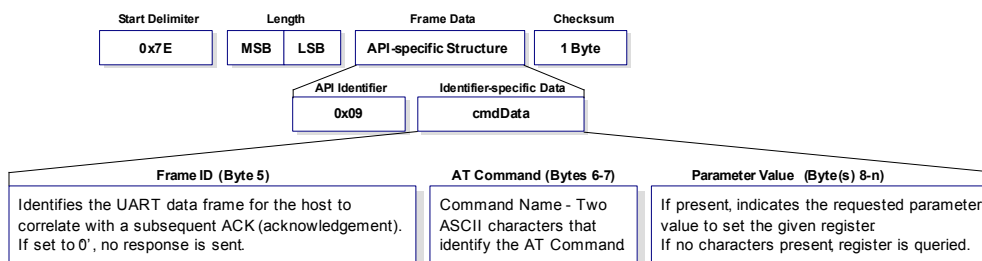 Start Delimiter Length Frame Data Checksum
0x7E MSB LSB API-specific Structure 1 Byte
API Identifier Identifier-specific Data
0x09 cmdData
Frame ID (Byte 5)
Identifies the UART data frame for the host to
correlate with a subsequent ACK (acknowledgement).
If set to 0’, no response is sent.
AT Command (Bytes 6-7)
Command Name - Two
ASCII characters that
identify the AT Command.
Parameter Value (Byte(s) 8-n)
If present, indicates the requested parameter
value to set the given register.
If no characters present, register is queried.